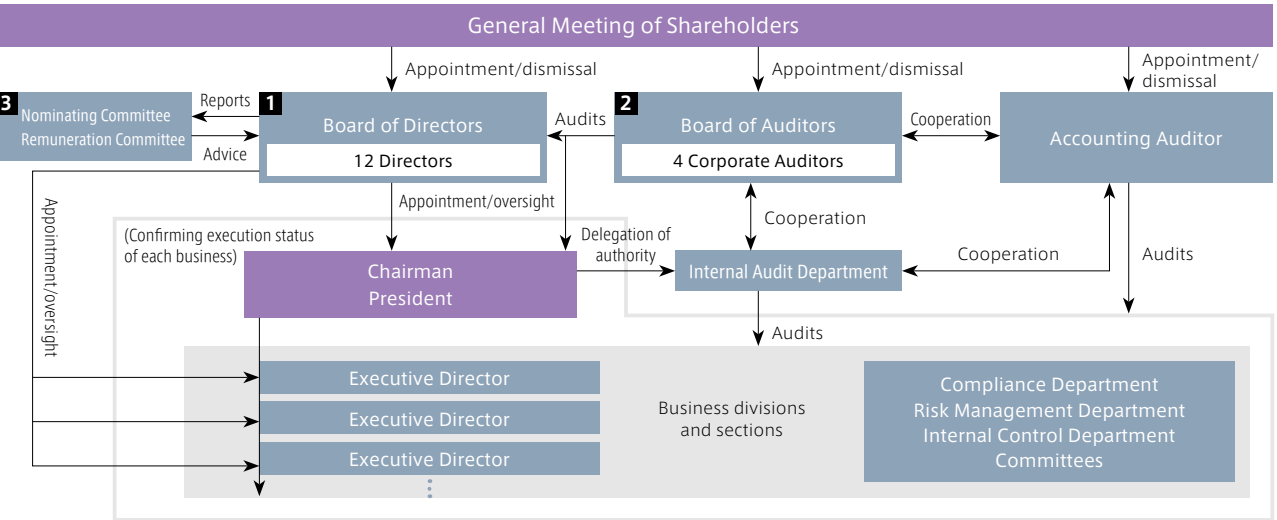 General Meeting of Shareholders
Appointment/dismissal
Appointment/dismissal
Appointment/
dismissal
3
Nominating Committee
Remuneration Committee
Reports
Advice
1
Board of Directors
12 Directors
Audits
2
Board of Auditors
4 Corporate Auditors
Cooperation
Accounting Auditor
Appointment/oversight
Appointment/oversight
(Confirming execution status
of each business)
Chairman
President
Delegation of
authority
Cooperation
Internal Audit Department
Cooperation
Audits
Audits
Executive Director
Executive Director
Executive Director
Business divisions
and sections
Compliance Department
Risk Management Department
Internal Control Department
Committees